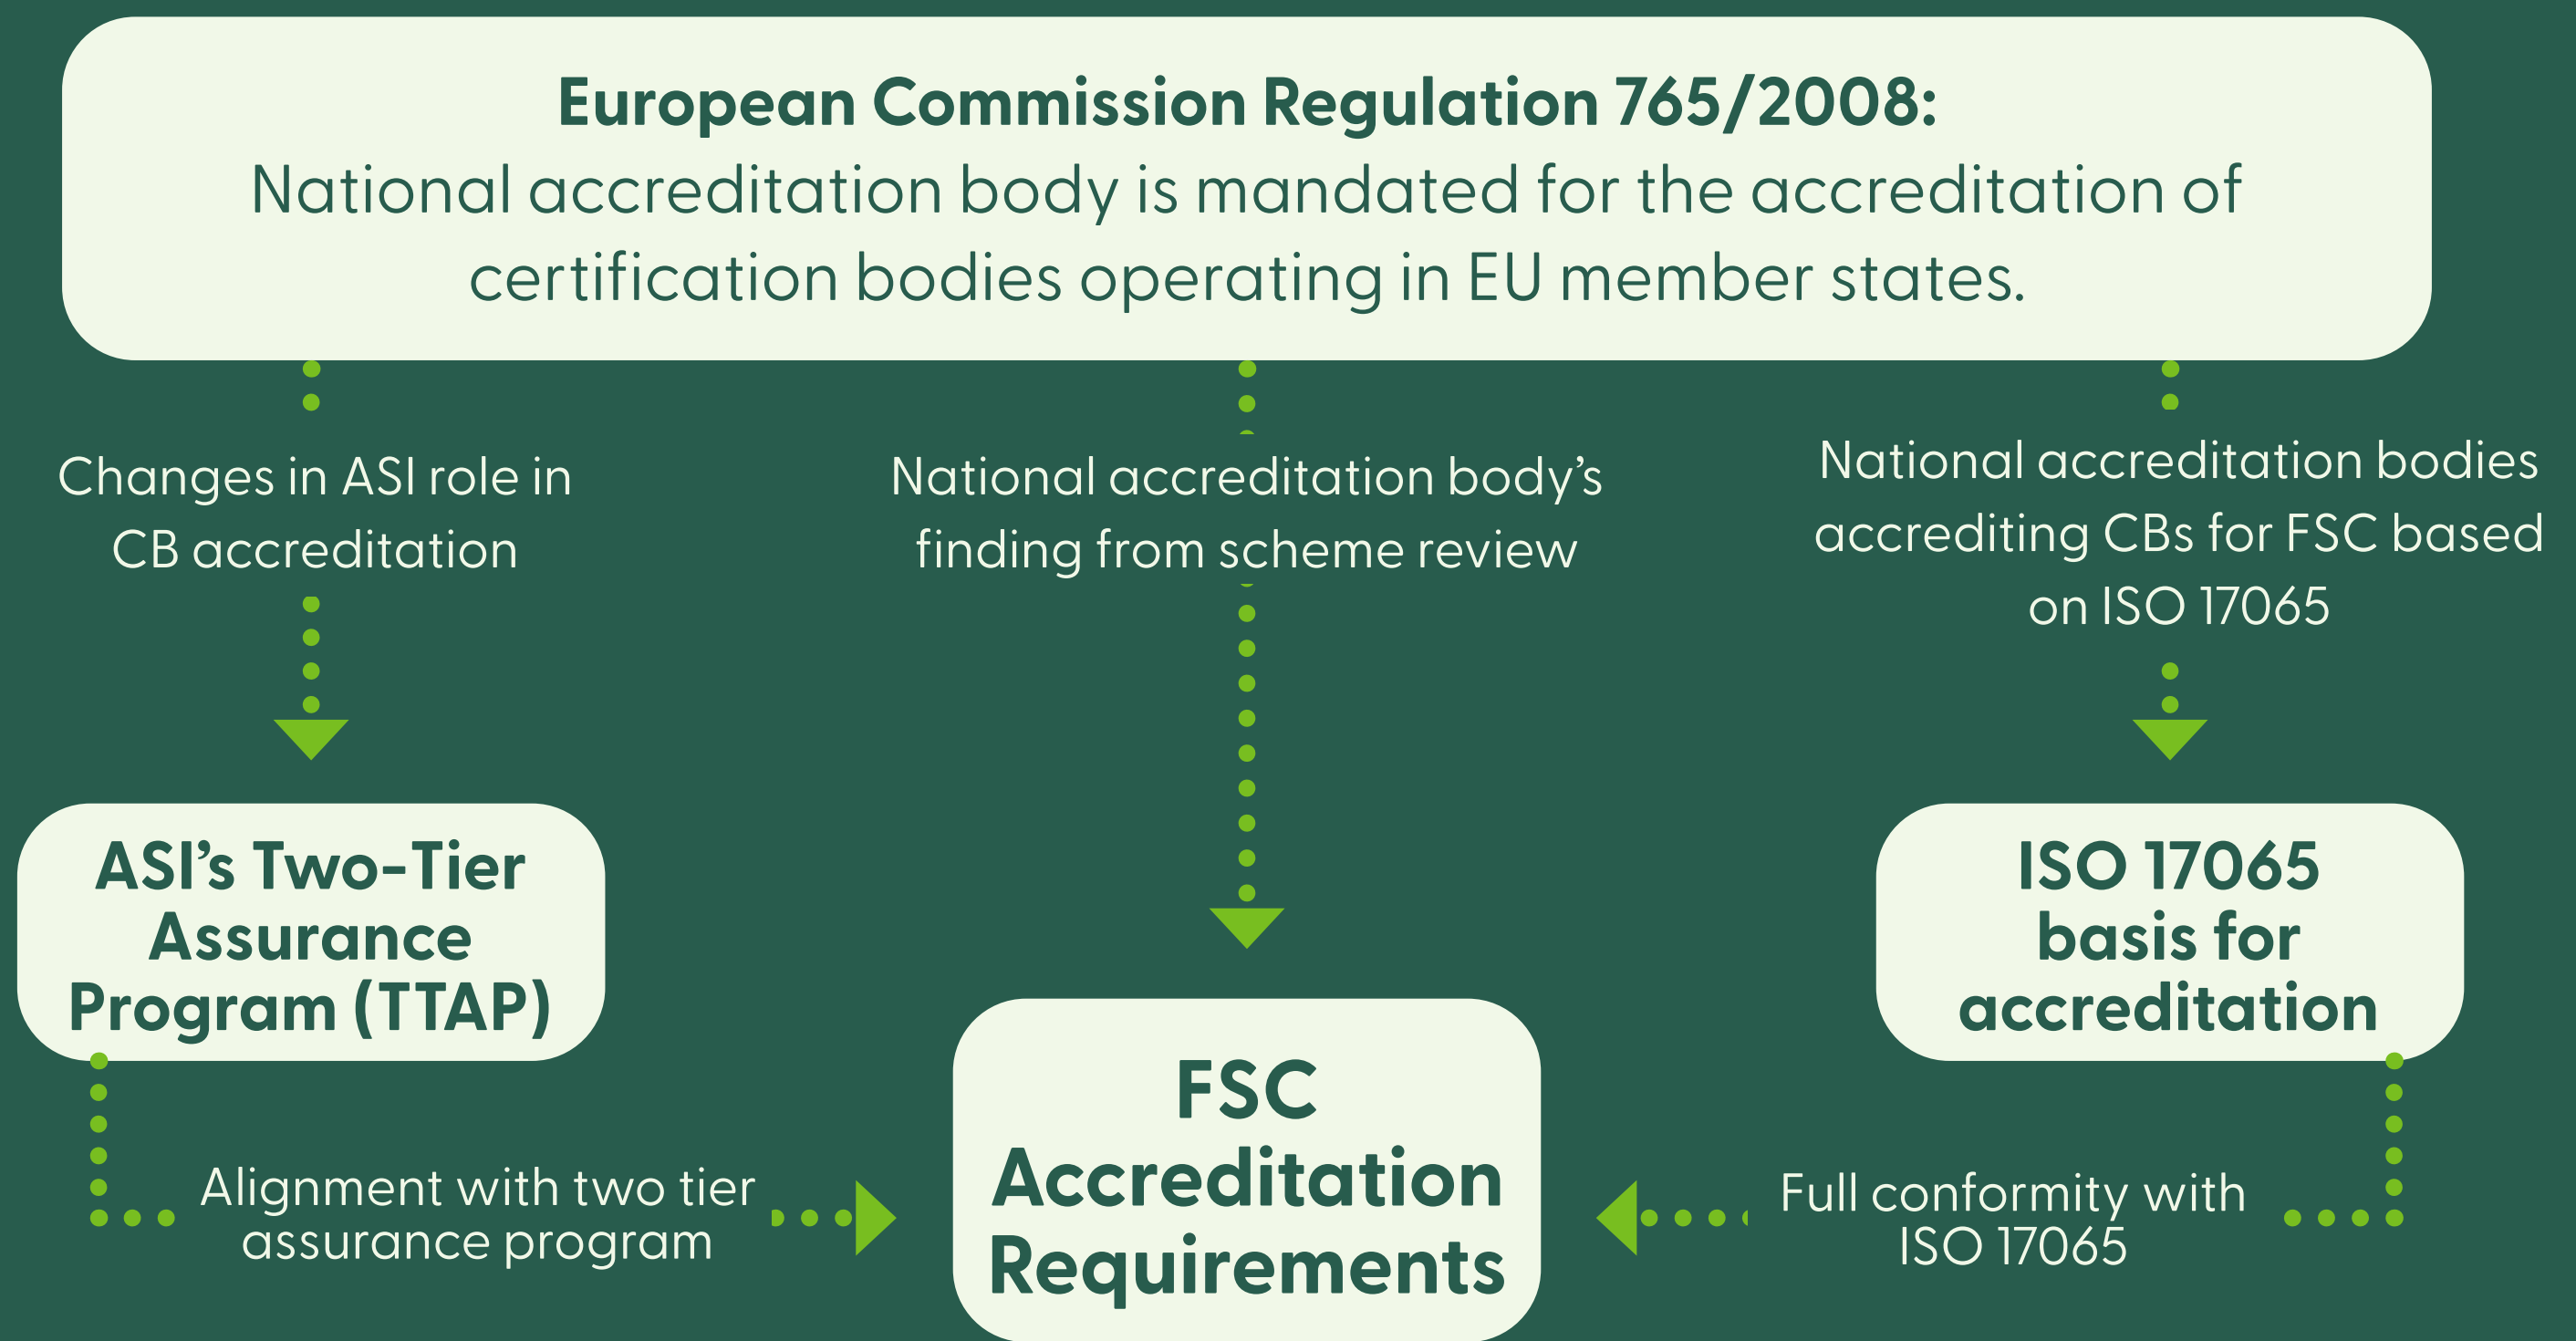 European Commission Regulation 765/2008:
National accreditation body is mandated for the accreditation of
certification bodies operating in EU member states.
Changes in ASI role in
CB accreditation
National accreditation body’s
finding from scheme review
National accreditation bodies
accrediting CBs for FSC based
on ISO 17065
ASI’s Two-Tier
Assurance
Program (TTAP)
ISO 17065
basis for
accreditation
FSC
Accreditation
Requirements
Alignment with two tier
assurance program
Full conformity with
ISO 17065